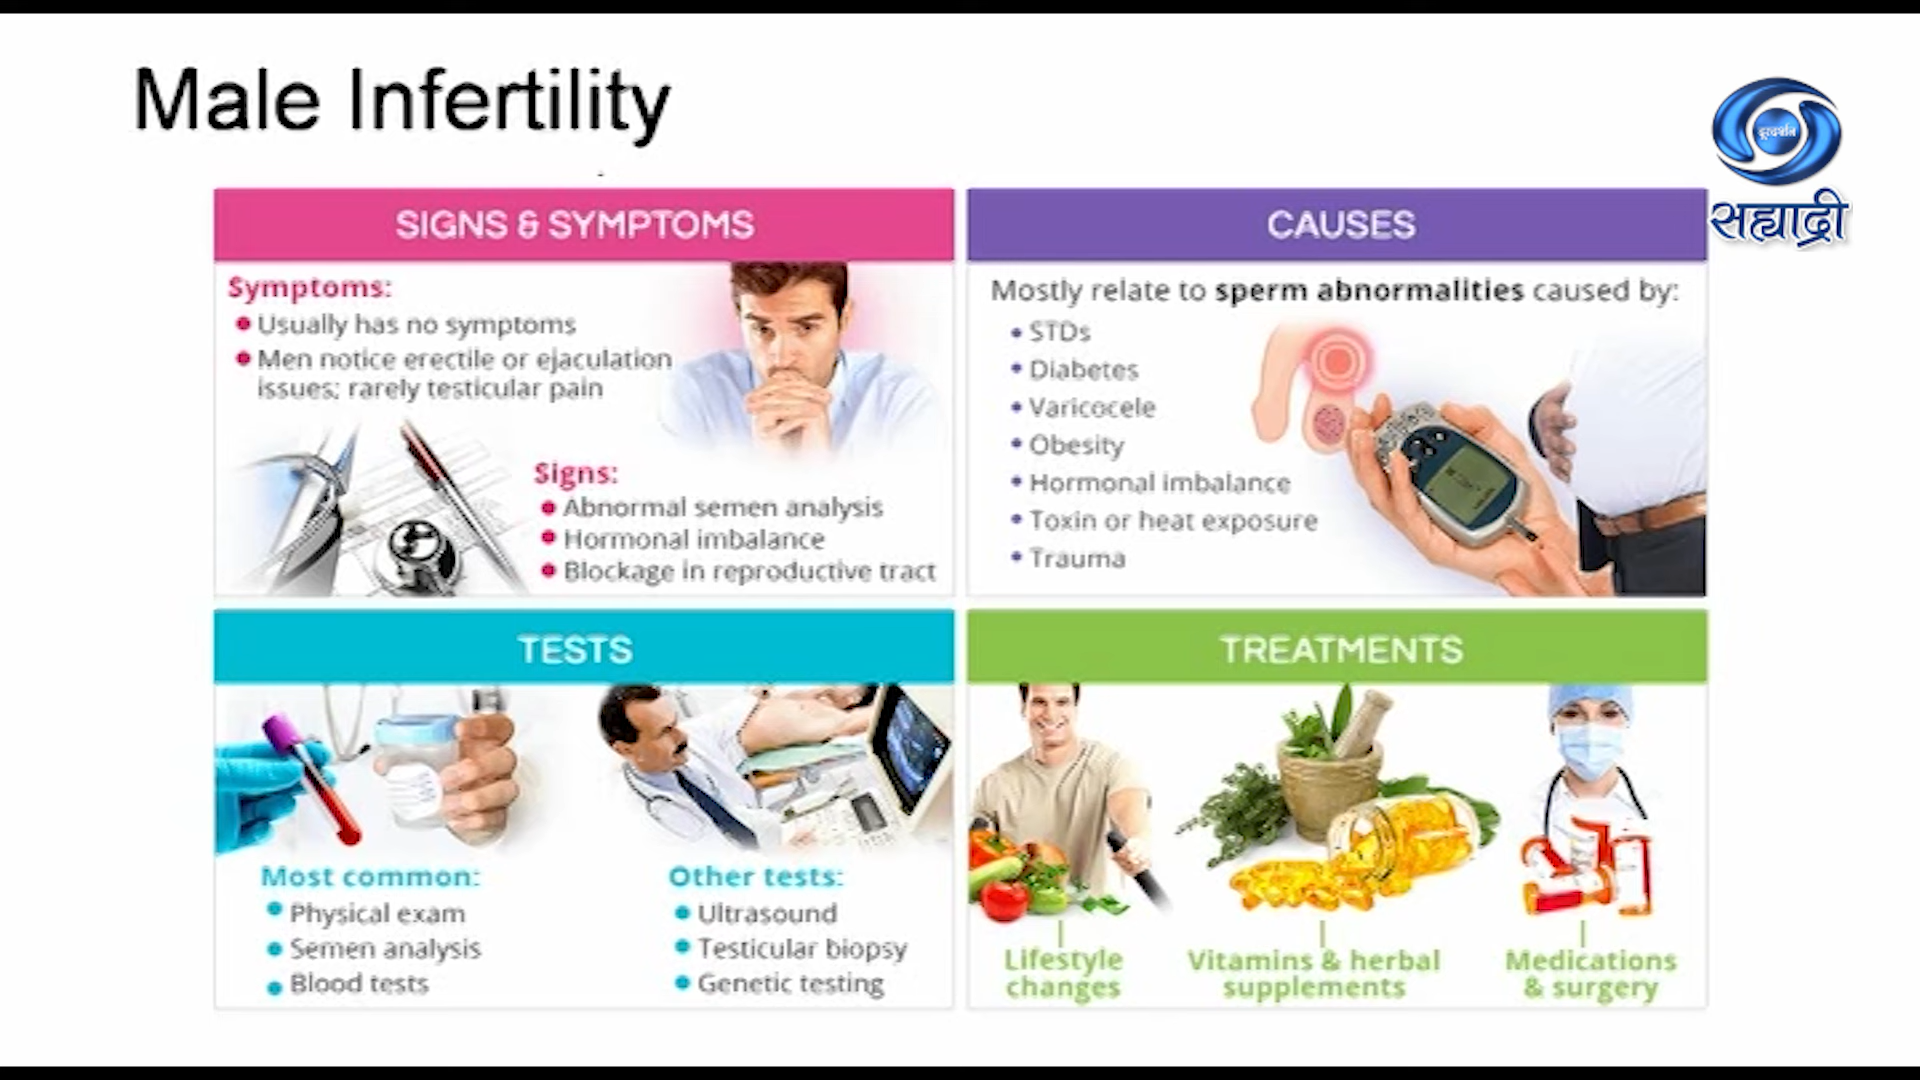 Male Infertility
दूरदर्शन
सह्याद्री
SIGNS & SYMPTOMS
Symptoms:
Usually has no symptoms
Men notice erectile or ejaculation
issues; rarely testicular pain
Signs:
Abnormal semen analysis
Hormonal imbalance
Blockage in reproductive tract
CAUSES
Mostly relate to sperm abnormalities caused by:
STDs
Diabetes
Varicocele
Obesity
Hormonal imbalance
Toxin or heat exposure
Trauma
TESTS
Most common:
Physical exam
Semen analysis
Blood tests
Other tests:
Ultrasound
Testicular biopsy
Genetic testing
TREATMENTS
Lifestyle
changes
Vitamins & herbal
supplements
Medications
& surgery